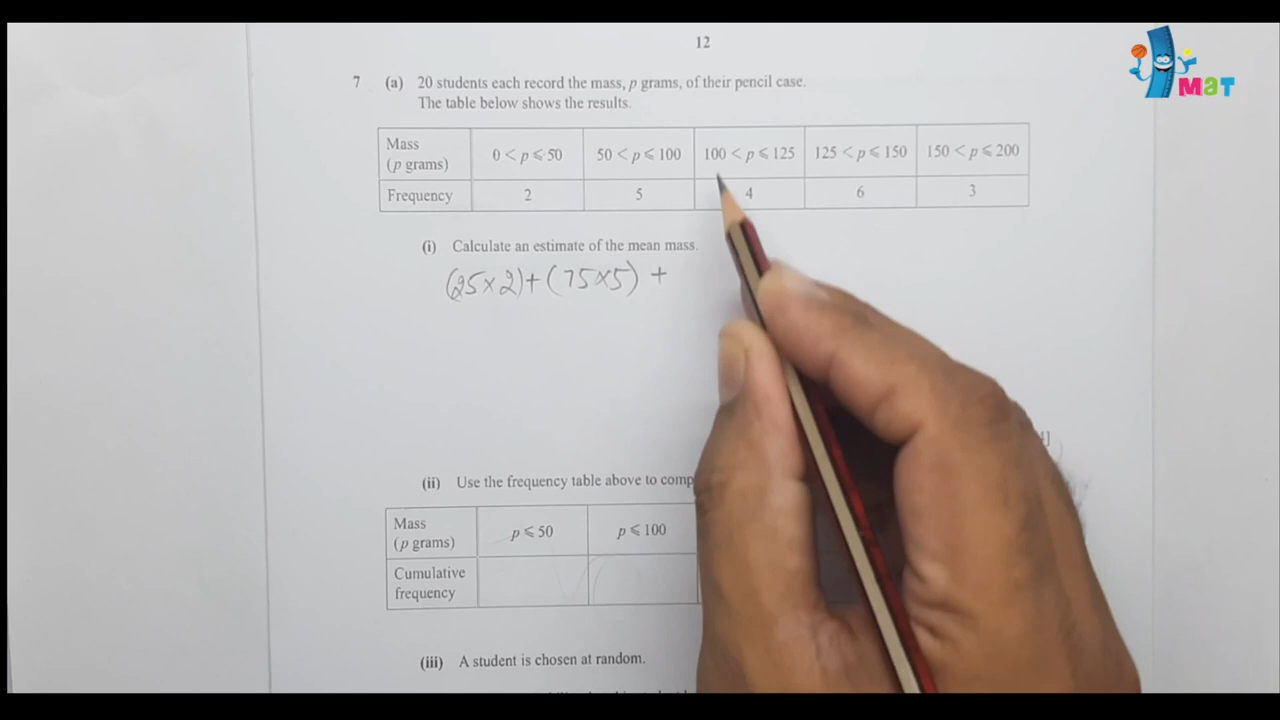 12
MaT
7 (a) 20 students each record the mass, p grams, of their pencil case.
The table below shows the results.
Mass (p grams) 0 < p ⩽ 50 50 < p ⩽ 100 100 < p ⩽ 125 125 < p ⩽ 150 150 < p ⩽ 200
Frequency 2 5 4 6 3
(i) Calculate an estimate of the mean mass.
(25×2)+(75×5) +
(ii) Use the frequency table above to
Mass (p grams) p ⩽ 50 p ⩽ 100
Cumulative frequency
(iii) A student is chosen at random.